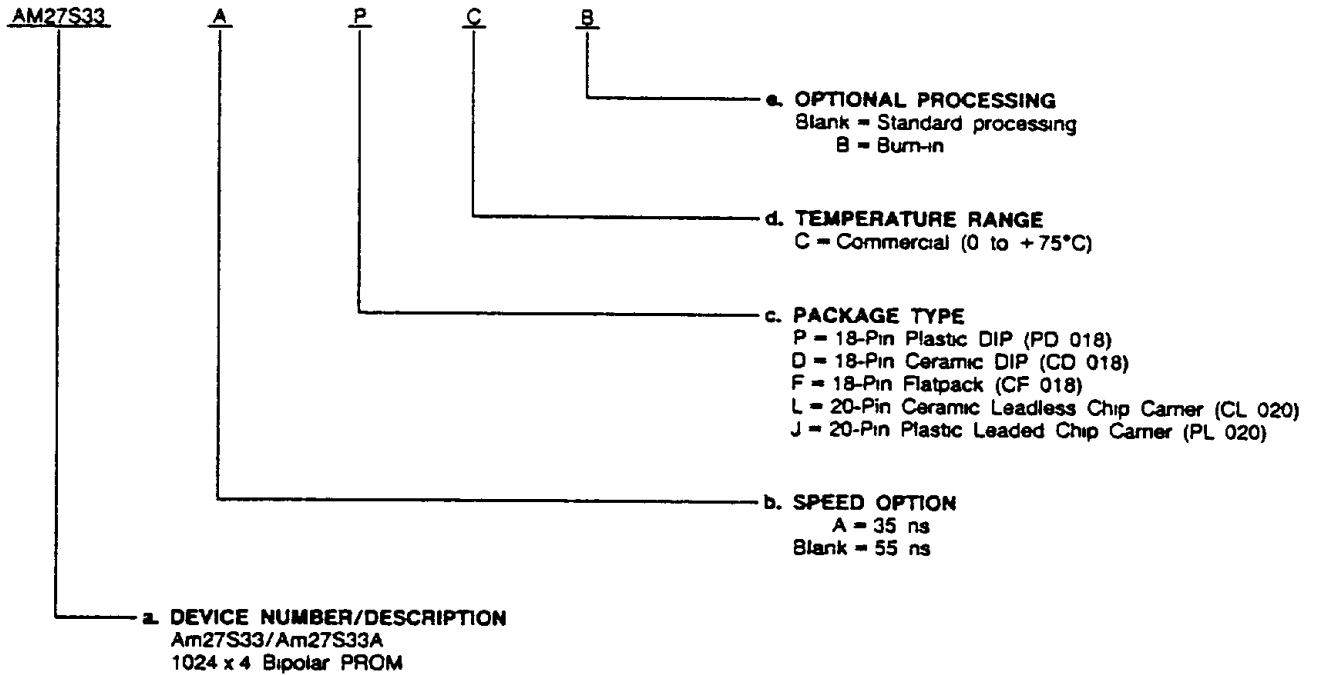 AM27S33 A P C B
e. OPTIONAL PROCESSING
Blank = Standard processing
B = Burn-in
d. TEMPERATURE RANGE
C = Commercial (0 to +75°C)
c. PACKAGE TYPE
P = 18-Pin Plastic DIP (PD 018)
D = 18-Pin Ceramic DIP (CD 018)
F = 18-Pin Flatpack (CF 018)
L = 20-Pin Ceramic Leadless Chip Carrier (CL 020)
J = 20-Pin Plastic Leaded Chip Carrier (PL 020)
b. SPEED OPTION
A = 35 ns
Blank = 55 ns
a. DEVICE NUMBER/DESCRIPTION
Am27S33/Am27S33A
1024 x 4 Bipolar PROM